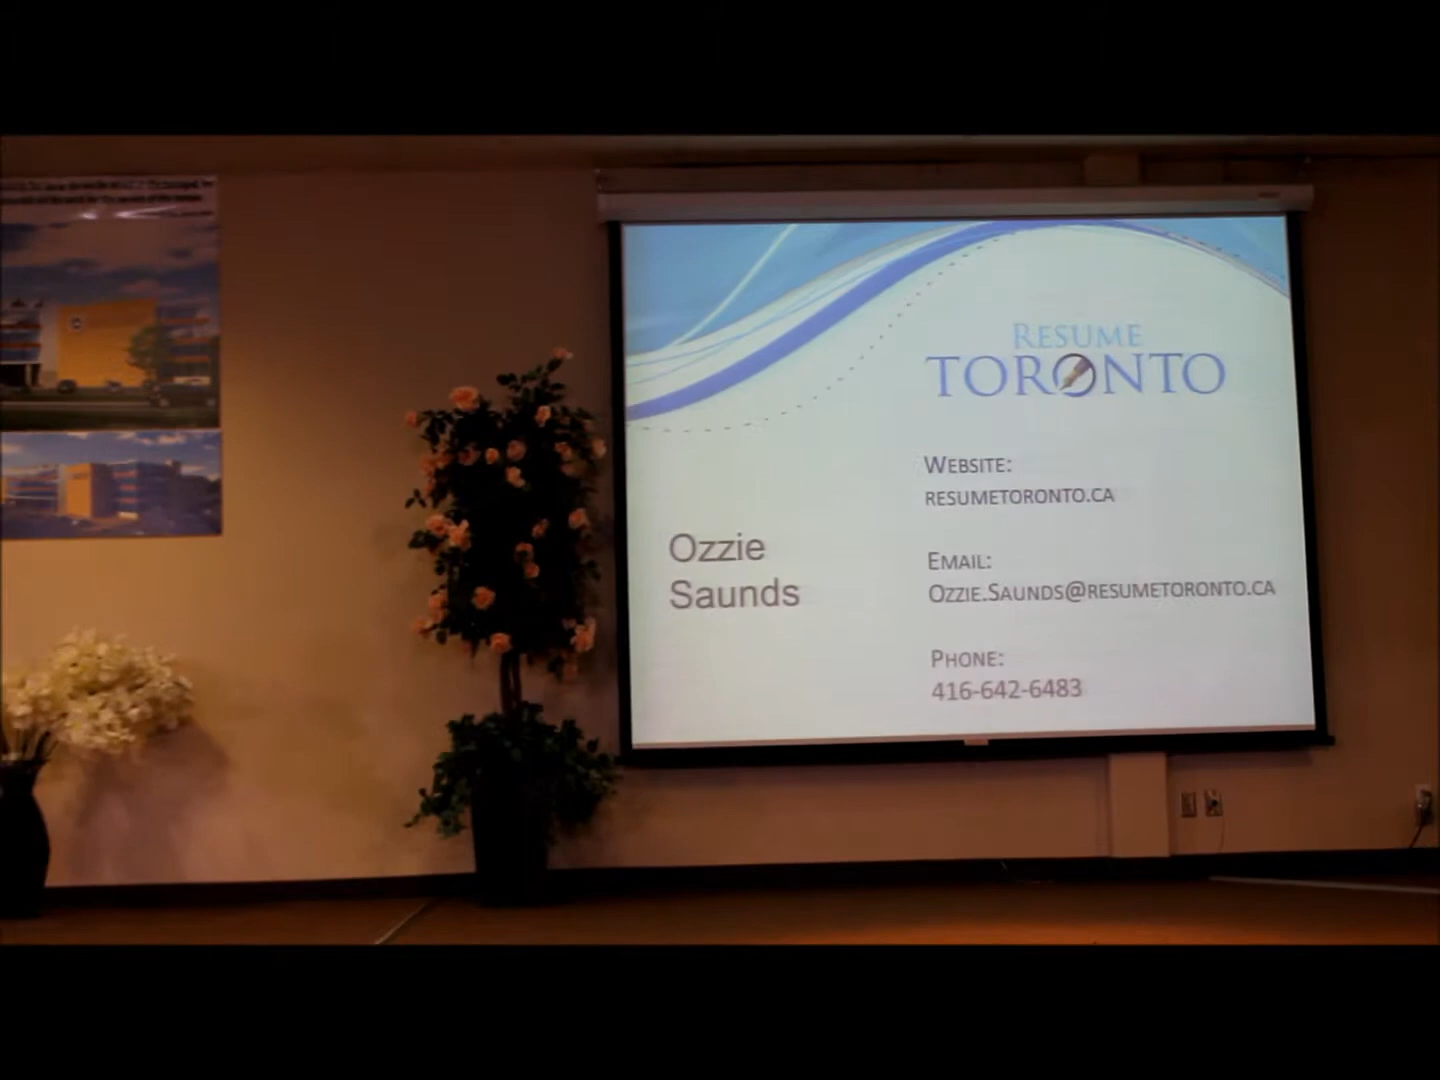 Resume
TORONTO
Website:
resumetoronto.ca
Ozzie
Saunds
Email:
Ozzie.Saunds@resumetoronto.ca
Phone:
416-642-6483